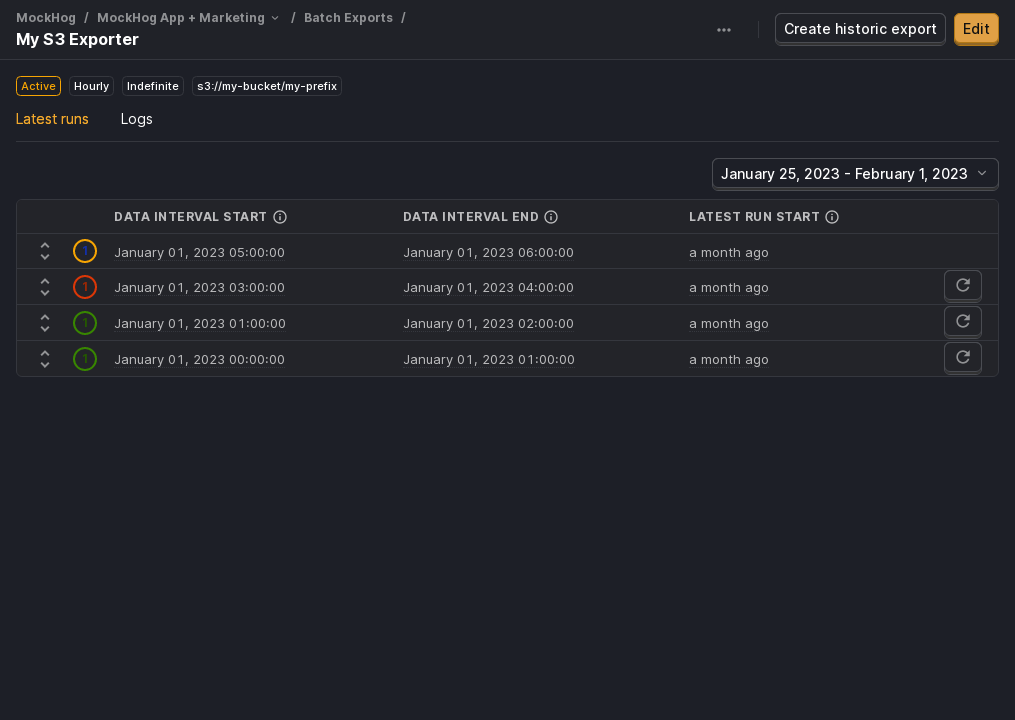 MockHog / MockHog App + Marketing / Batch Exports /
My S3 Exporter
Create historic export
Edit
Active Hourly Indefinite s3://my-bucket/my-prefix
Latest runs Logs
January 25, 2023 - February 1, 2023
DATA INTERVAL START DATA INTERVAL END LATEST RUN START
1 January 01, 2023 05:00:00 January 01, 2023 06:00:00 a month ago
1 January 01, 2023 03:00:00 January 01, 2023 04:00:00 a month ago
1 January 01, 2023 01:00:00 January 01, 2023 02:00:00 a month ago
1 January 01, 2023 00:00:00 January 01, 2023 01:00:00 a month ago